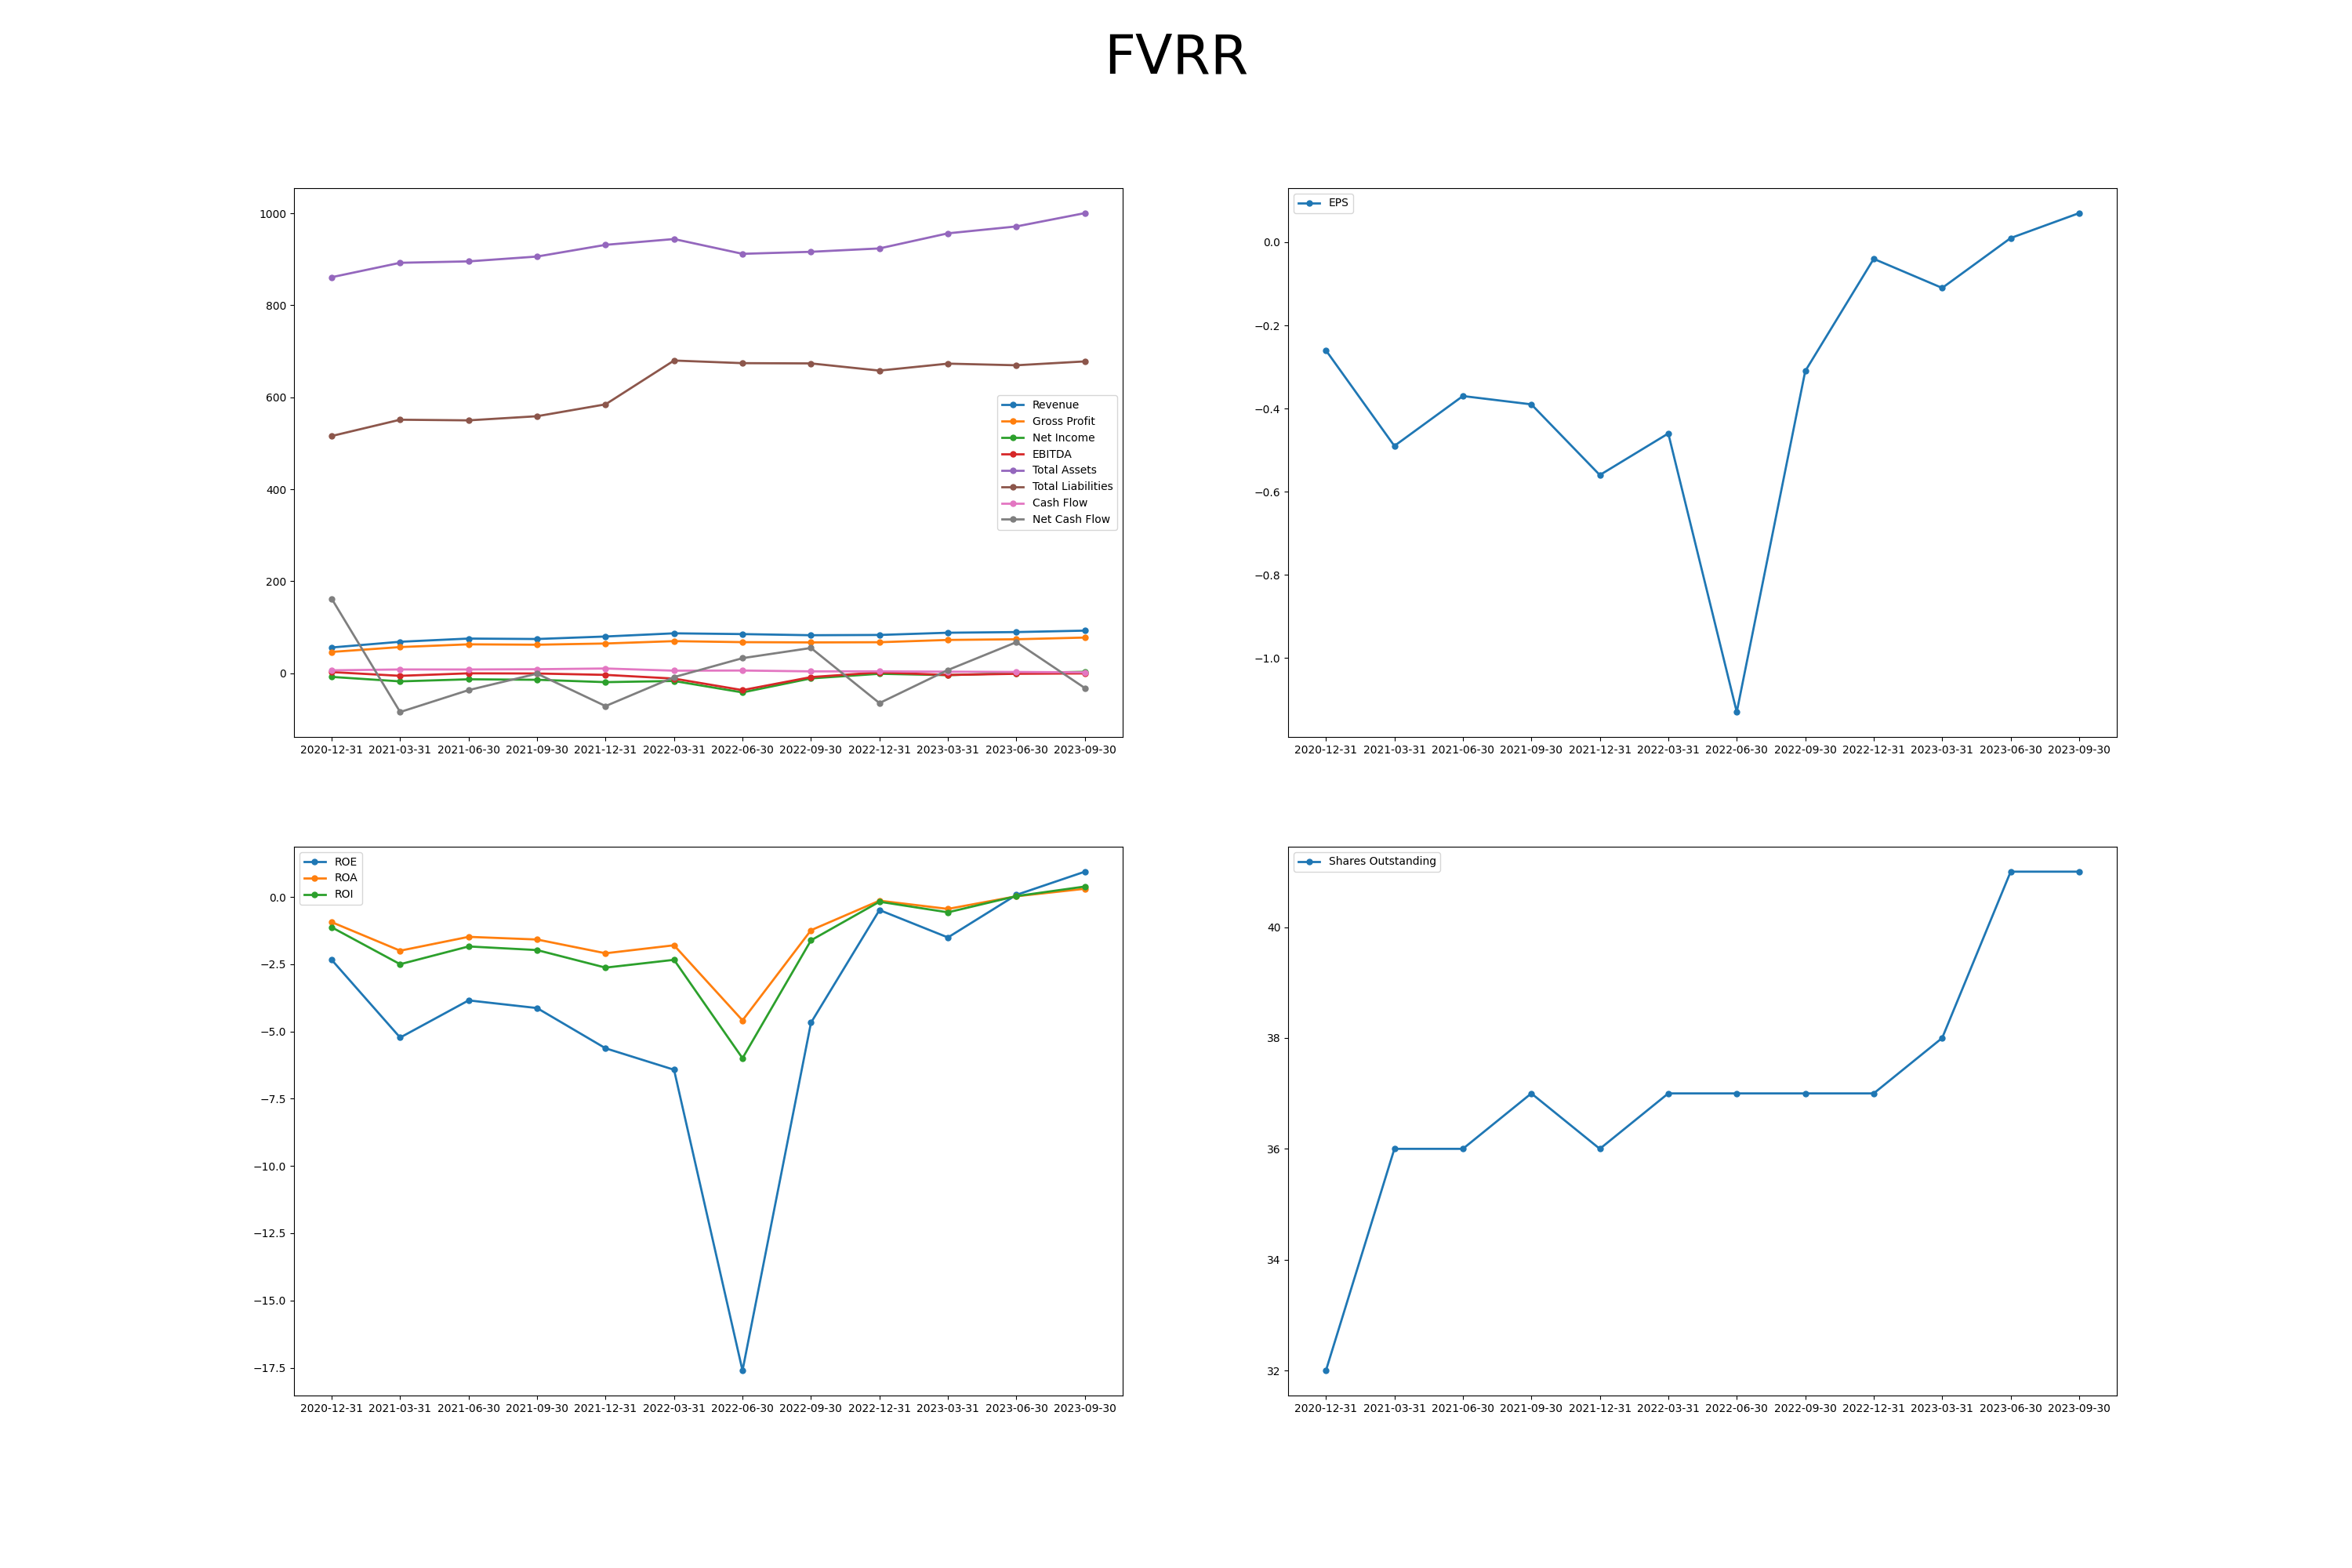 FVRR
1000
800
600
400
200
0
Revenue
Gross Profit
Net Income
EBITDA
Total Assets
Total Liabilities
Cash Flow
Net Cash Flow
2020-12-31 2021-03-31 2021-06-30 2021-09-30 2021-12-31 2022-03-31 2022-06-30 2022-09-30 2022-12-31 2023-03-31 2023-06-30 2023-09-30
EPS
0.0
−0.2
−0.4
−0.6
−0.8
−1.0
2020-12-31 2021-03-31 2021-06-30 2021-09-30 2021-12-31 2022-03-31 2022-06-30 2022-09-30 2022-12-31 2023-03-31 2023-06-30 2023-09-30
ROE
ROA
ROI
0.0
−2.5
−5.0
−7.5
−10.0
−12.5
−15.0
−17.5
2020-12-31 2021-03-31 2021-06-30 2021-09-30 2021-12-31 2022-03-31 2022-06-30 2022-09-30 2022-12-31 2023-03-31 2023-06-30 2023-09-30
Shares Outstanding
40
38
36
34
32
2020-12-31 2021-03-31 2021-06-30 2021-09-30 2021-12-31 2022-03-31 2022-06-30 2022-09-30 2022-12-31 2023-03-31 2023-06-30 2023-09-30